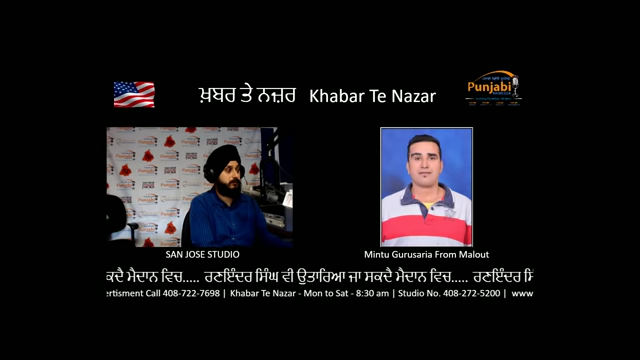 ਖ਼ਬਰ ਤੇ ਨਜ਼ਰ Khabar Te Nazar
Punjabi
SAN JOSE STUDIO
Mintu Gurusaria From Malout
ਮੈਦਾਨ ਵਿਚ..... ਰਣਇੰਦਰ ਸਿੰਘ ਵੀ ਉਤਾਰਿਆ ਜਾ ਸਕਦੈ ਮੈਦਾਨ ਵਿਚ..... ਰਣਇੰਦਰ
ertisment Call 408-722-7698 | Khabar Te Nazar - Mon to Sat - 8:30 am | Studio No. 408-272-5200 | www